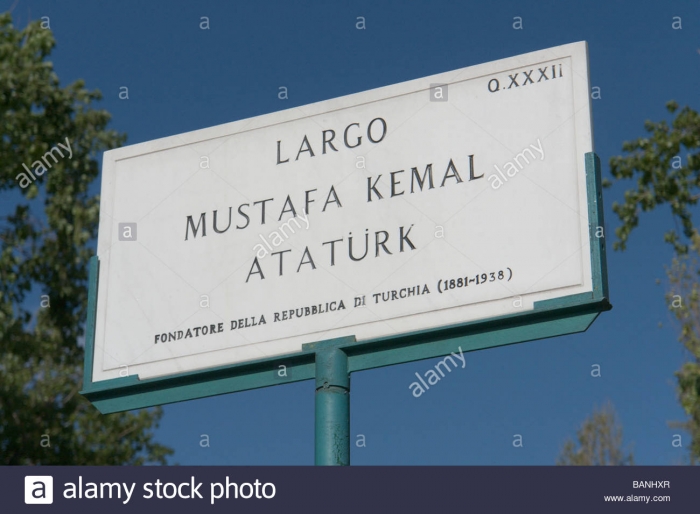 Q.XXXII
LARGO
MUSTAFA KEMAL
ATATÜRK
FONDATORE DELLA REPUBBLICA DI TURCHIA (1881-1938)
a alamy stock photo
BANHXR
www.alamy.com